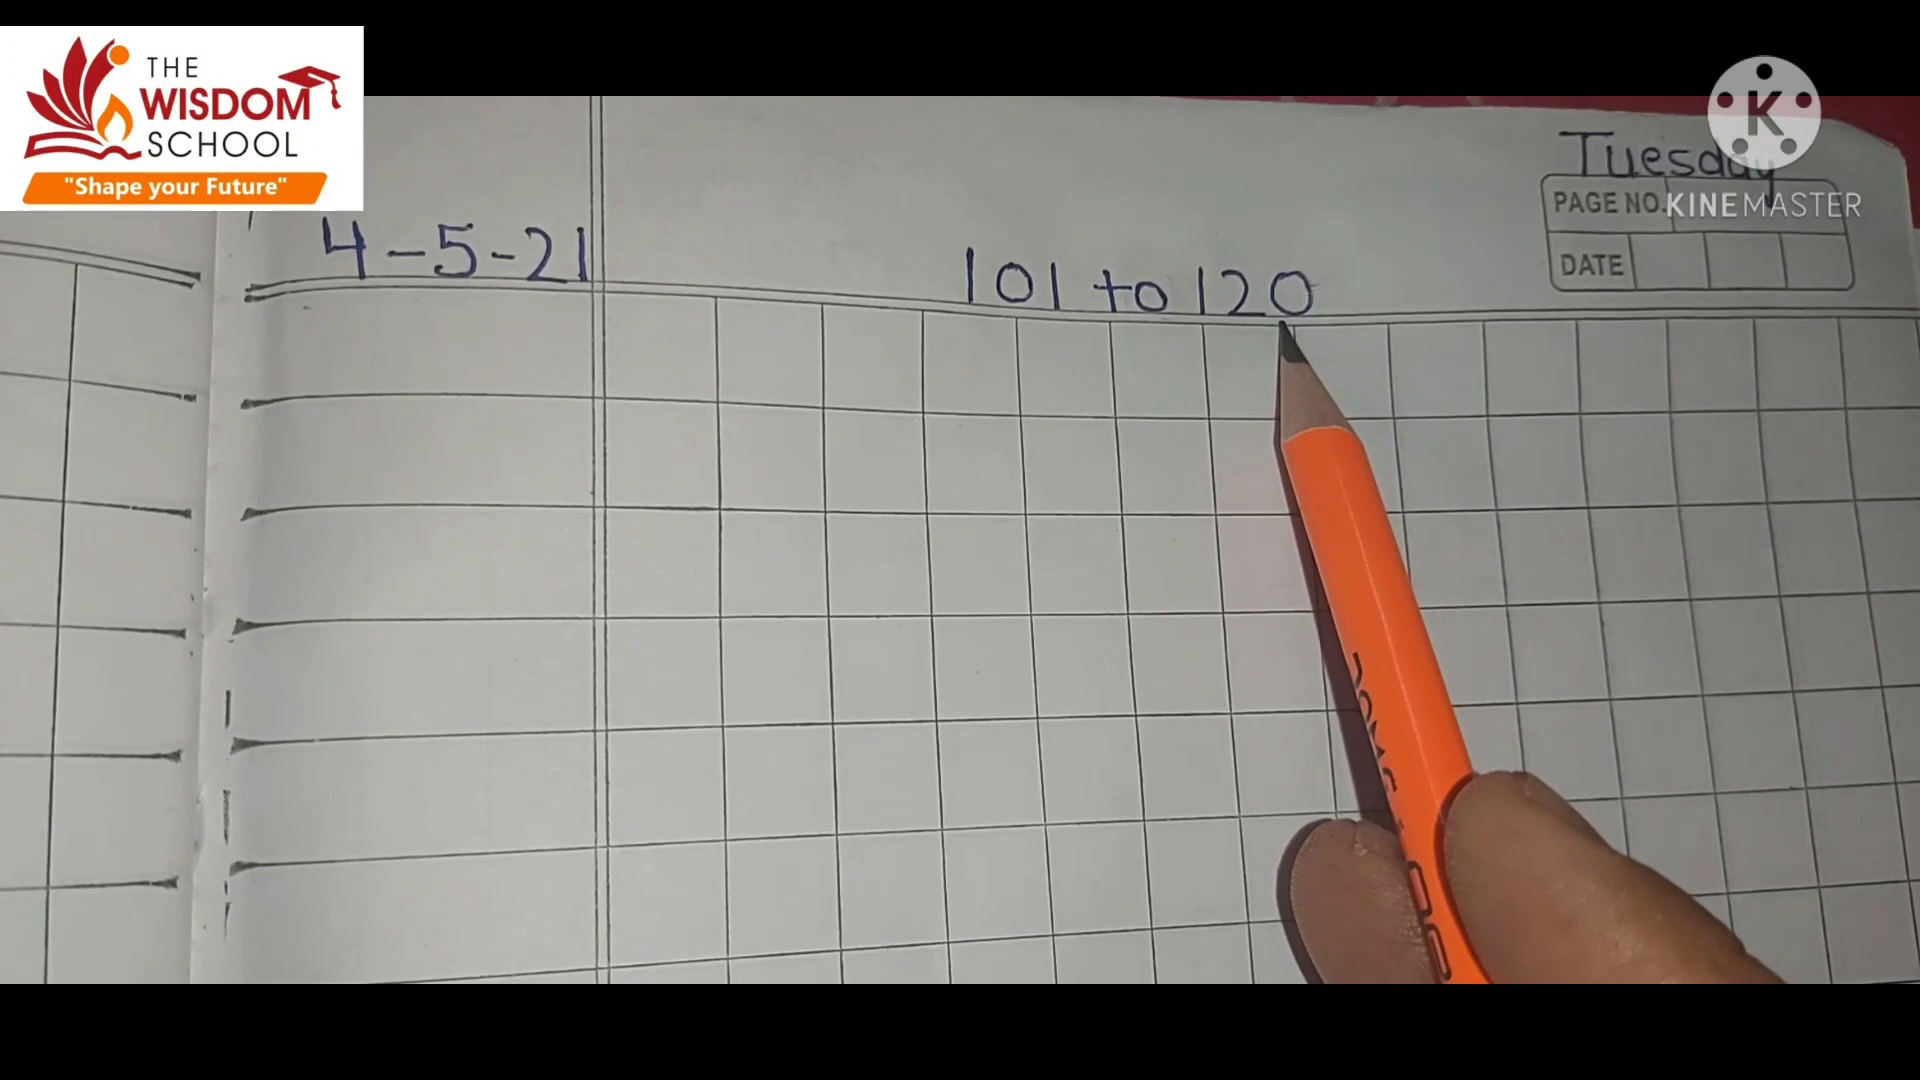 THE
WISDOM
SCHOOL
"Shape your Future"
K
KINEMASTER
Tuesday
PAGE NO.
DATE
4-5-21
101 to 120